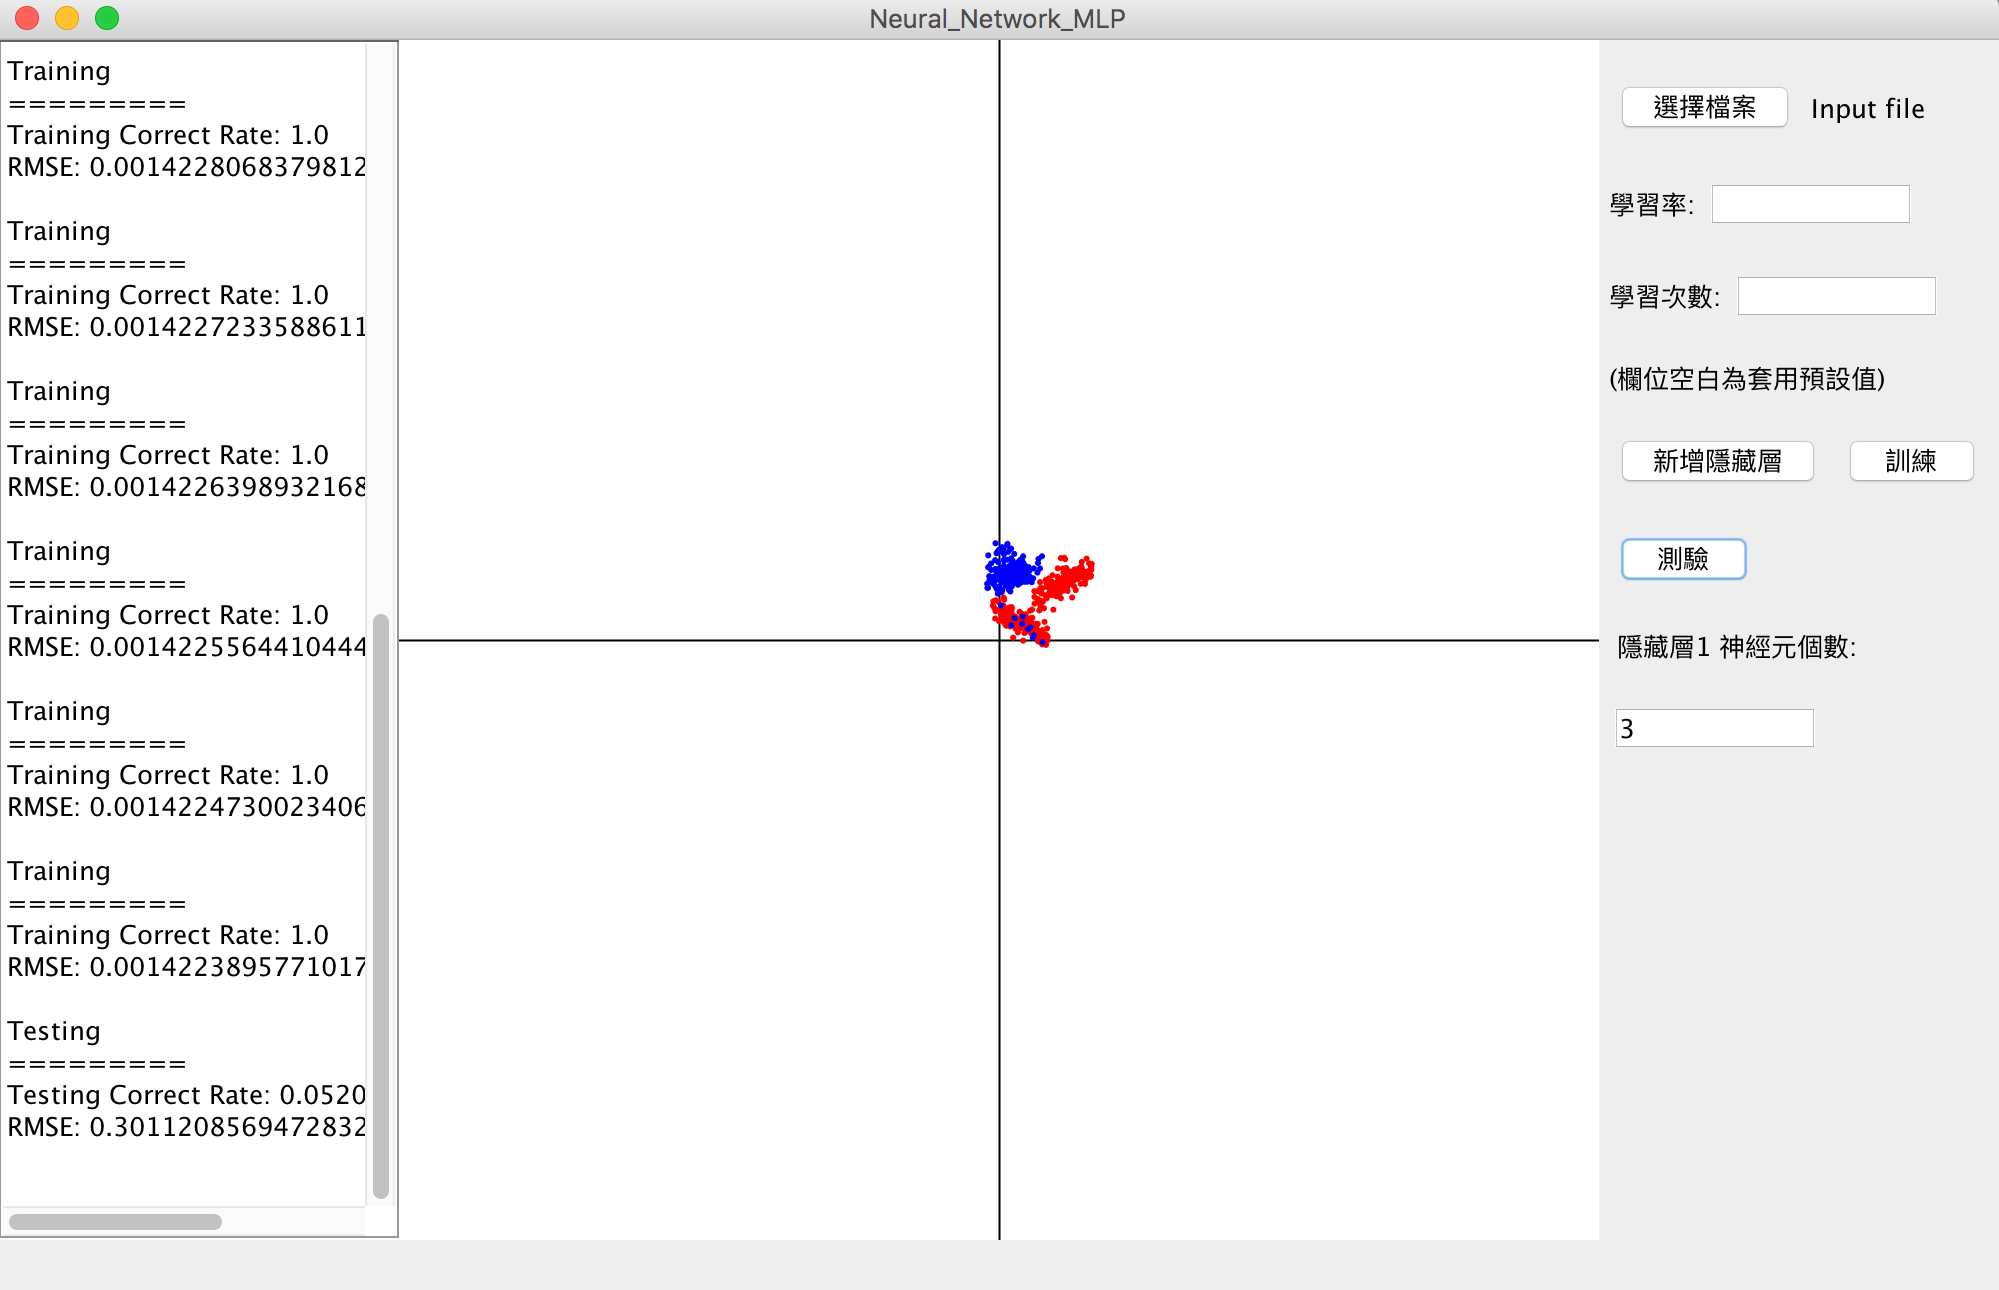 Neural_Network_MLP
Training
=========
Training Correct Rate: 1.0
RMSE: 0.0014228068379812
Training
=========
Training Correct Rate: 1.0
RMSE: 0.0014227233588611
Training
=========
Training Correct Rate: 1.0
RMSE: 0.0014226398932168
Training
=========
Training Correct Rate: 1.0
RMSE: 0.0014225564410444
Training
=========
Training Correct Rate: 1.0
RMSE: 0.0014224730023406
Training
=========
Training Correct Rate: 1.0
RMSE: 0.0014223895771017
Testing
=========
Testing Correct Rate: 0.0520
RMSE: 0.3011208569472832
選擇檔案 Input file
學習率:
學習次數:
(欄位空白為套用預設值)
新增隱藏層 訓練
測驗
隱藏層1 神經元個數:
3